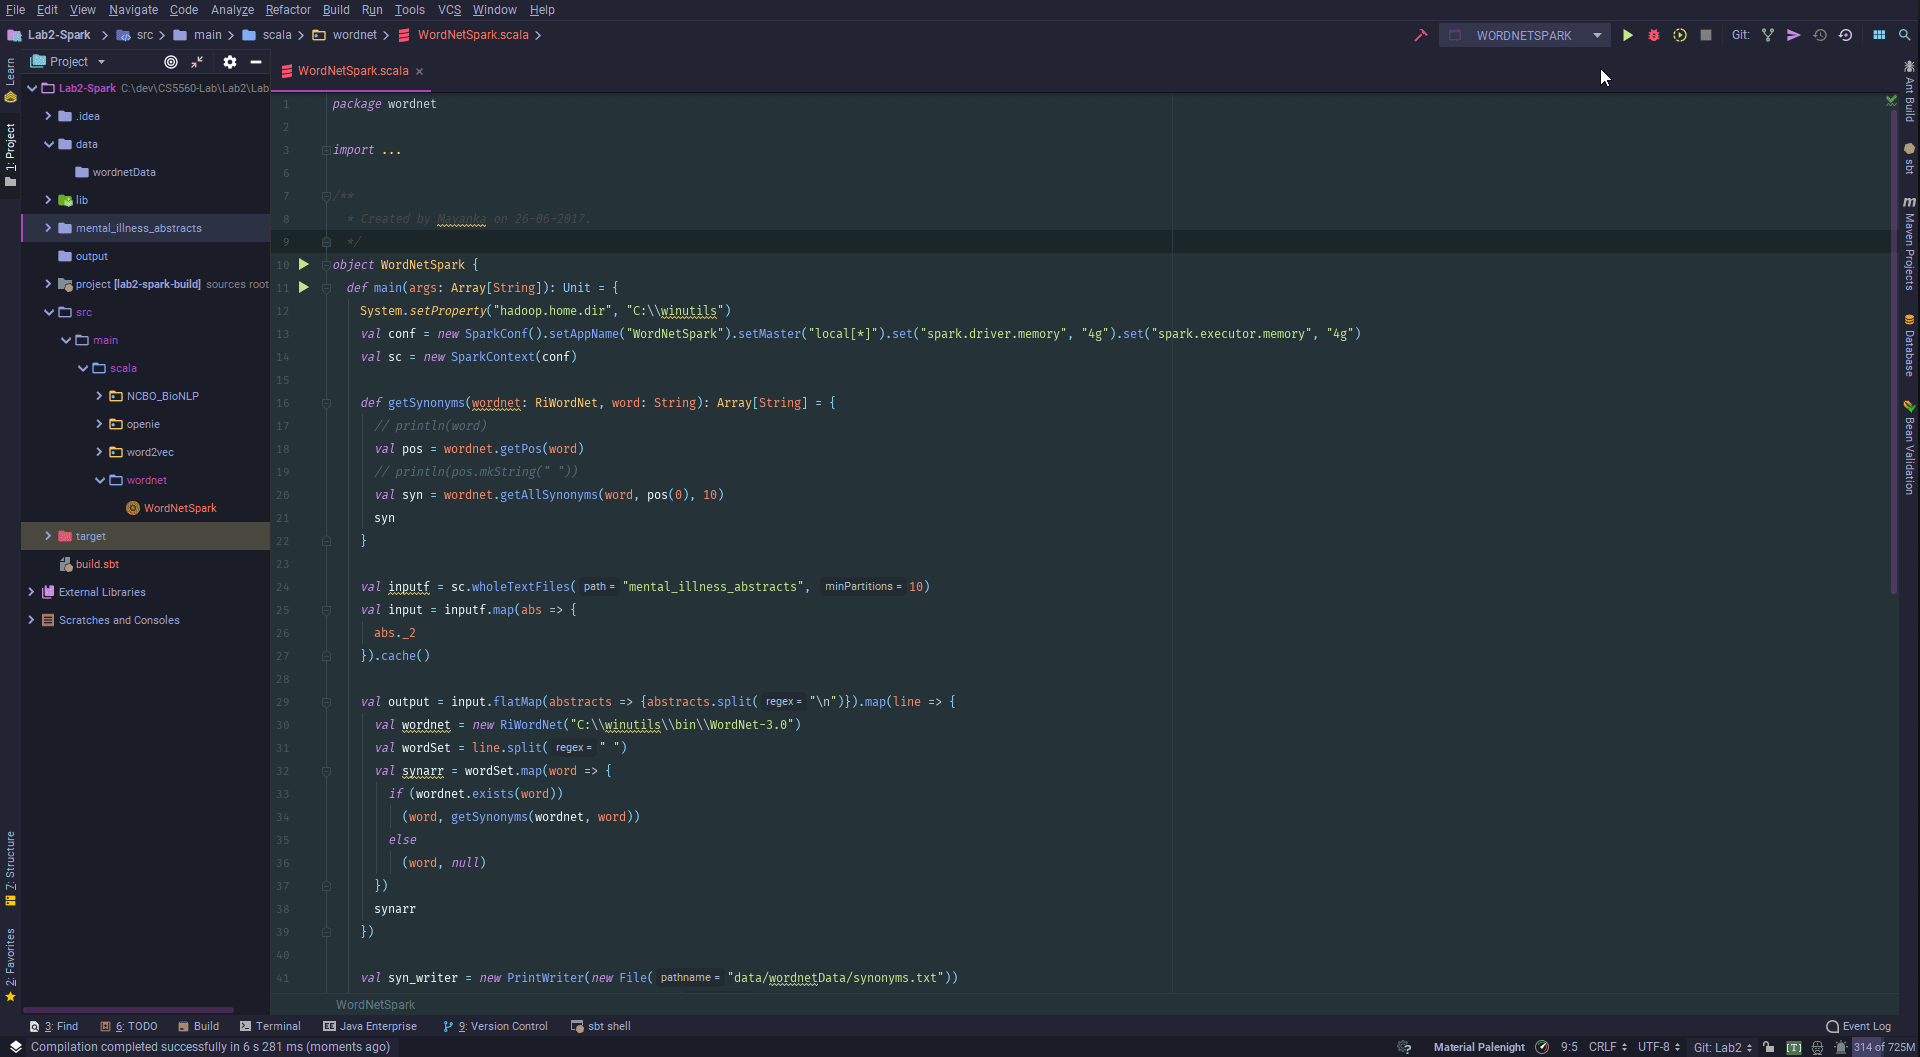 File Edit View Navigate Code Analyze Refactor Build Run Tools VCS Window Help
Lab2-Spark src main scala wordnet WordNetSpark.scala WORDNETSPARK Git:
Project
WordNetSpark.scala
Learn
1: Project
7: Structure
2: Favorites
Lab2-Spark C:\dev\CS5560-Lab\Lab2\Lab
.idea
data
wordnetData
lib
mental_illness_abstracts
output
project [lab2-spark-build] sources root
src
main
scala
NCBO_BioNLP
openie
word2vec
wordnet
WordNetSpark
target
build.sbt
External Libraries
Scratches and Consoles
1 package wordnet
2
3 import ...
6
7 /**
8 * Created by Mayanka on 26-06-2017.
9 */
10 object WordNetSpark {
11 def main(args: Array[String]): Unit = {
12 System.setProperty("hadoop.home.dir", "C:\\winutils")
13 val conf = new SparkConf().setAppName("WordNetSpark").setMaster("local[*]").set("spark.driver.memory", "4g").set("spark.executor.memory", "4g")
14 val sc = new SparkContext(conf)
15
16 def getSynonyms(wordnet: RiWordNet, word: String): Array[String] = {
17 // println(word)
18 val pos = wordnet.getPos(word)
19 // println(pos.mkString(" "))
20 val syn = wordnet.getAllSynonyms(word, pos(0), 10)
21 syn
22 }
23
24 val inputf = sc.wholeTextFiles( path = "mental_illness_abstracts", minPartitions = 10)
25 val input = inputf.map(abs => {
26 abs._2
27 }).cache()
28
29 val output = input.flatMap(abstracts => {abstracts.split( regex = "\n")}).map(line => {
30 val wordnet = new RiWordNet("C:\\winutils\\bin\\WordNet-3.0")
31 val wordSet = line.split( regex = " ")
32 val synarr = wordSet.map(word => {
33 if (wordnet.exists(word))
34 (word, getSynonyms(wordnet, word))
35 else
36 (word, null)
37 })
38 synarr
39 })
40
41 val syn_writer = new PrintWriter(new File( pathname = "data/wordnetData/synonyms.txt"))
WordNetSpark
Ant Build
sbt
m Maven Projects
Database
Bean Validation
3: Find 6: TODO Build Terminal Java Enterprise 9: Version Control sbt shell Event Log
Compilation completed successfully in 6 s 281 ms (moments ago) Material Palenight 9:5 CRLF UTF-8 Git: Lab2 [T] 314 of 725M